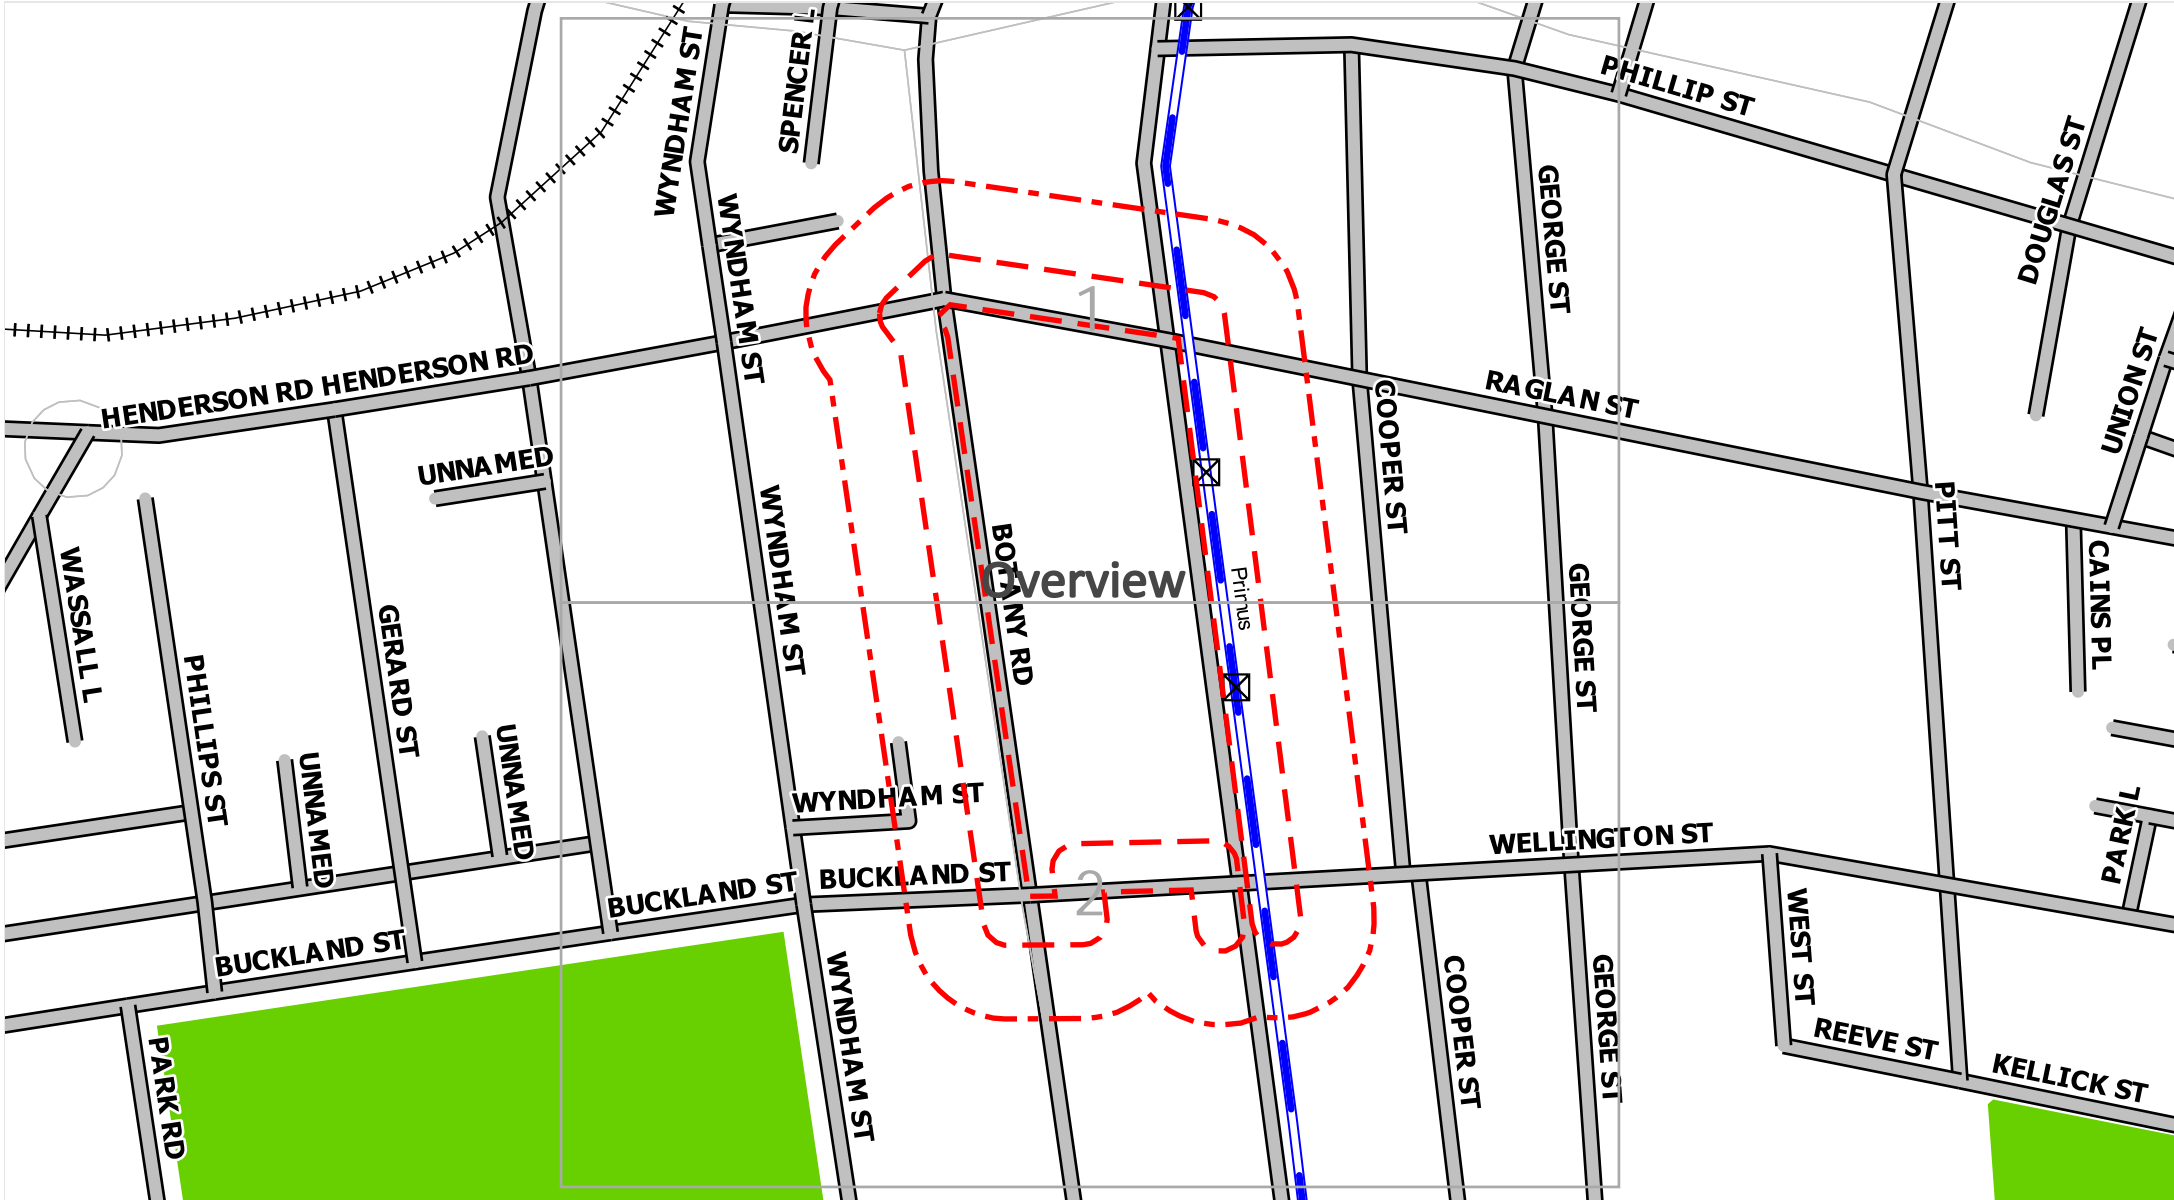 SPENCER L
WYNDHAM ST
PHILLIP ST
DOUGLAS ST
GEORGE ST
WYNDHAM ST
1
HENDERSON RD HENDERSON RD
RAGLAN ST
UNION ST
COOPER ST
UNNAMED
PITT ST
WYNDHAM ST
BOTANY RD
Overview
Primus
WASSALL L
CAINS PL
GEORGE ST
GERARD ST
PHILLIPS ST
UNNAMED
UNNAMED
WYNDHAM ST
WELLINGTON ST
PARK L
BUCKLAND ST
BUCKLAND ST
2
BUCKLAND ST
WEST ST
WYNDHAM ST
COOPER ST
GEORGE ST
REEVE ST
PARK RD
KELLICK ST